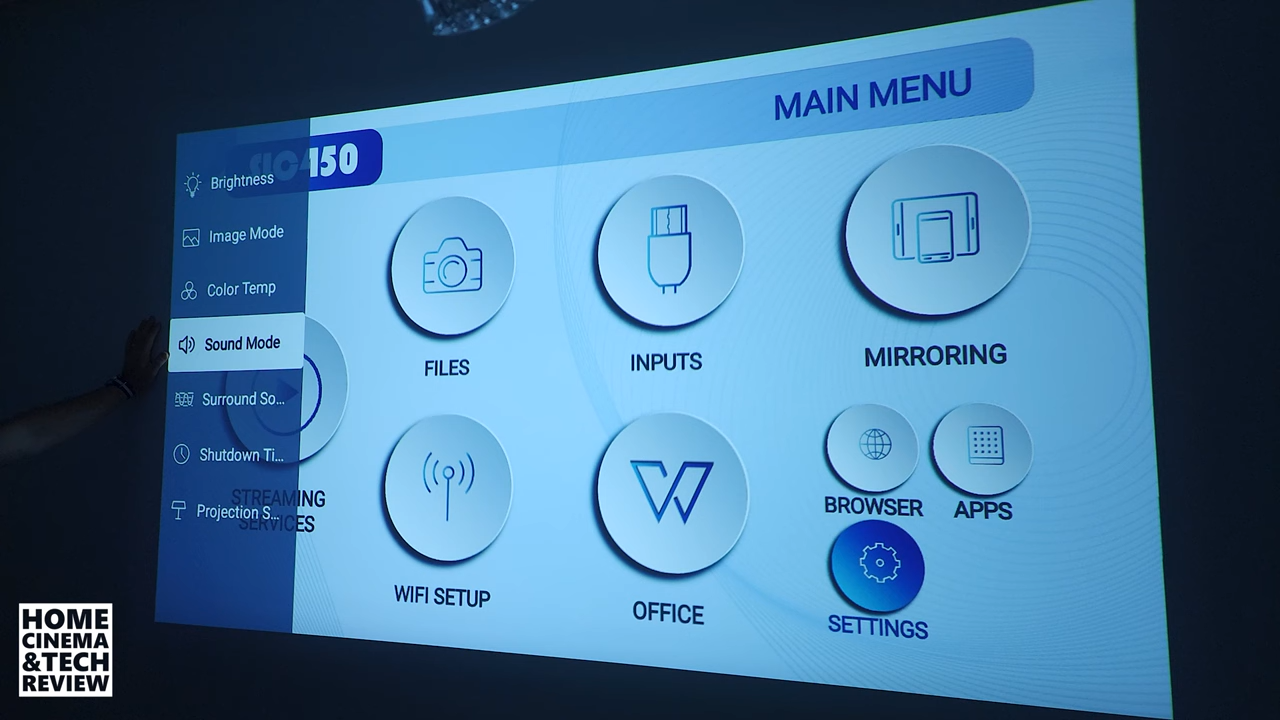 MAIN MENU
150
Brightness
Image Mode
Color Temp
Sound Mode
Surround So...
Shutdown Ti...
Projection S...
STREAMING
SERVICES
FILES
INPUTS
MIRRORING
WIFI SETUP
OFFICE
BROWSER
APPS
SETTINGS
HOME
CINEMA
&TECH
REVIEW